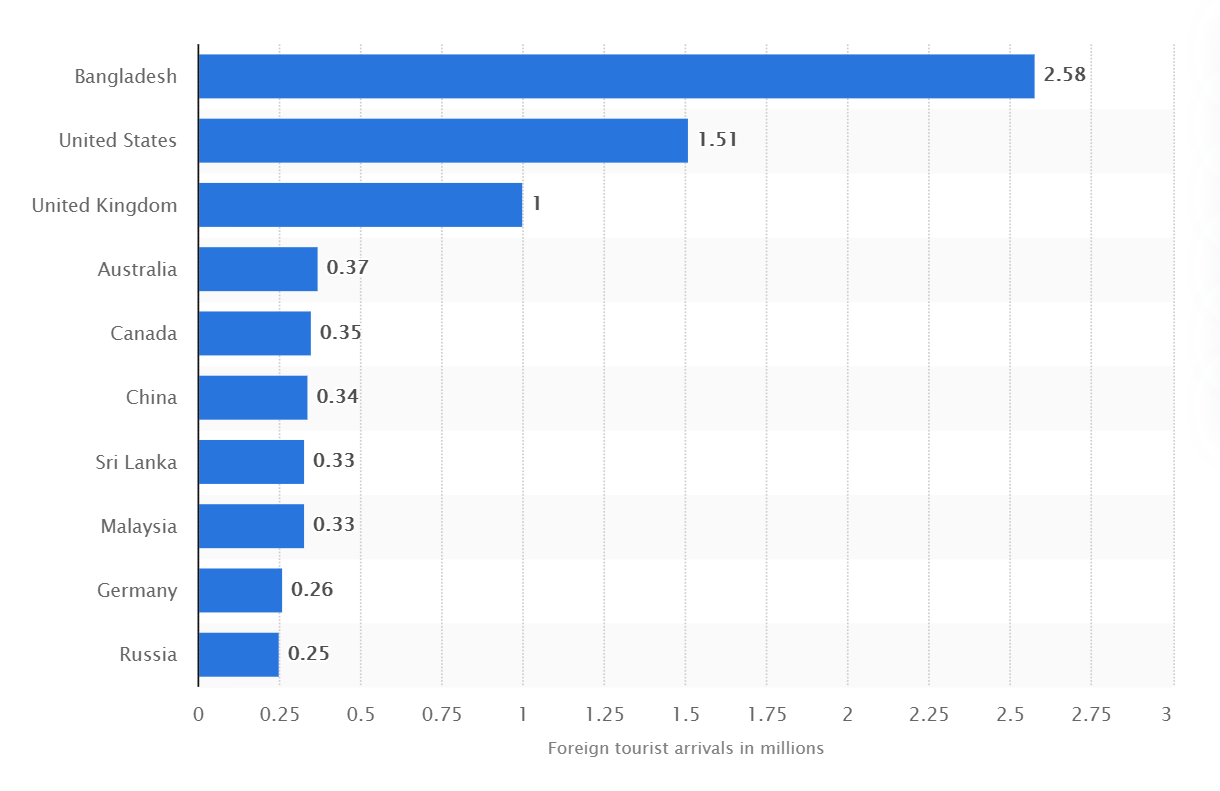 Bangladesh 2.58
United States 1.51
United Kingdom 1
Australia 0.37
Canada 0.35
China 0.34
Sri Lanka 0.33
Malaysia 0.33
Germany 0.26
Russia 0.25
0 0.25 0.5 0.75 1 1.25 1.5 1.75 2 2.25 2.5 2.75 3
Foreign tourist arrivals in millions